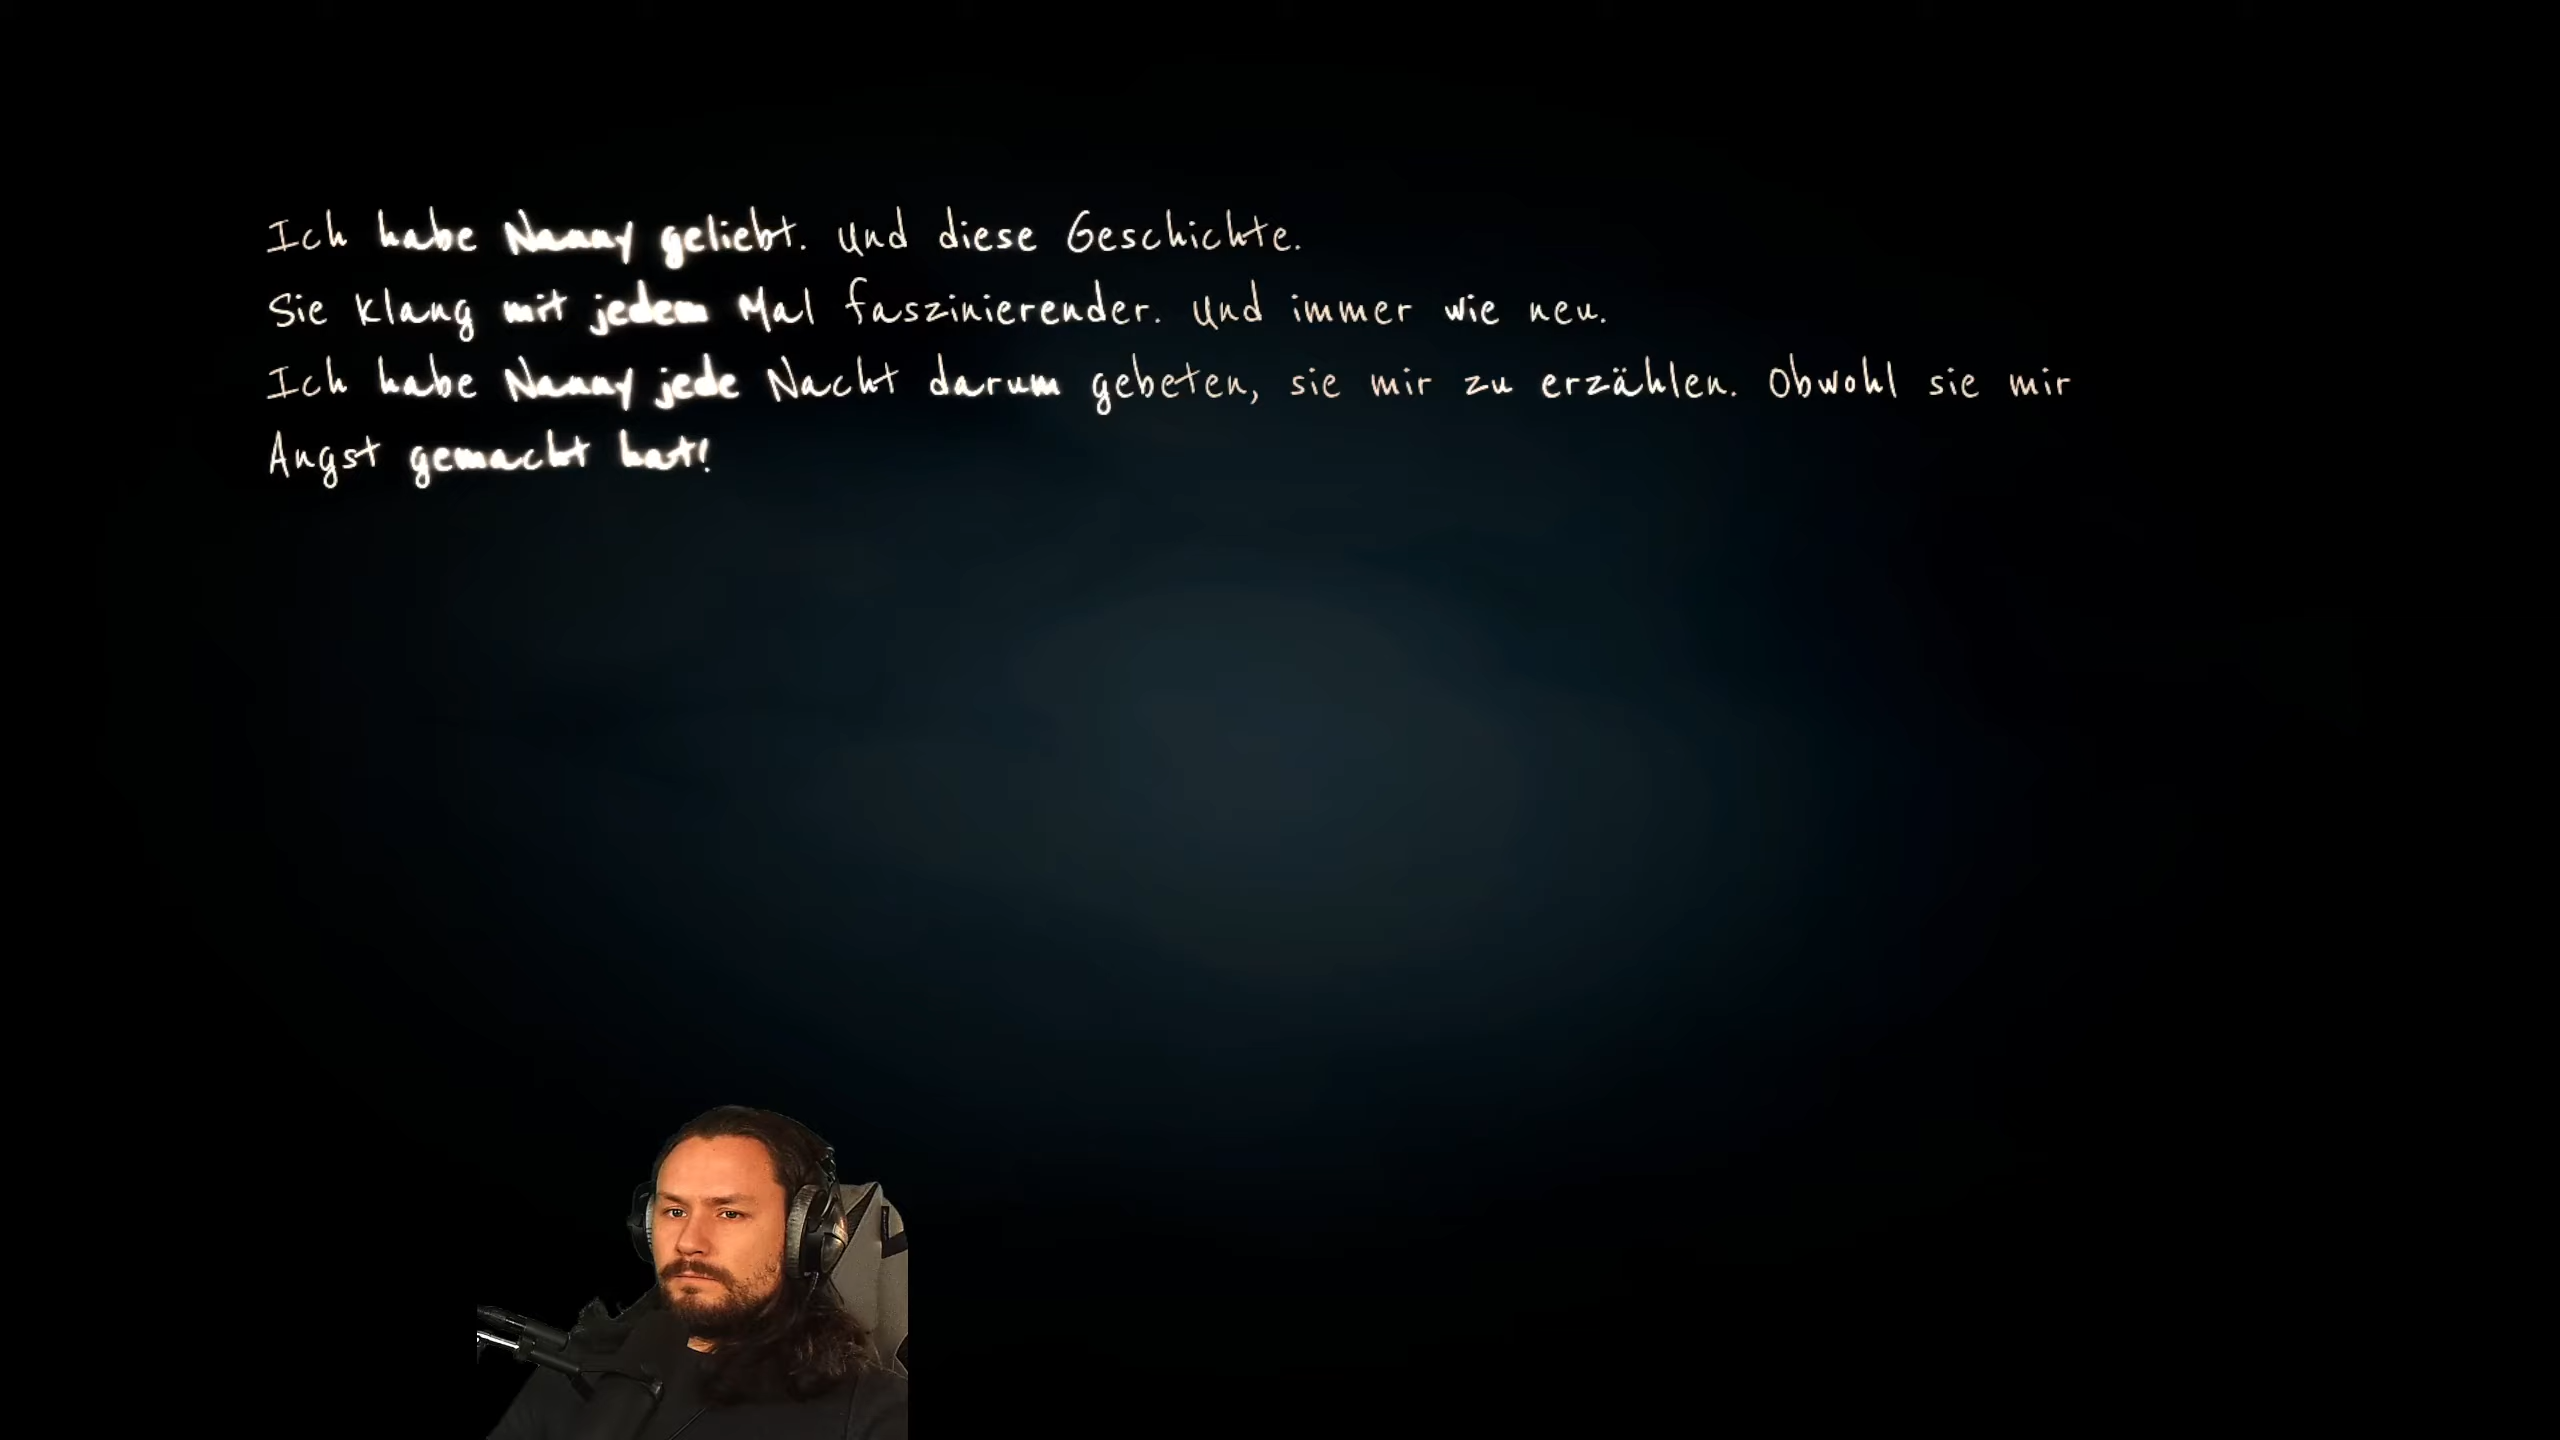 Ich habe Nanny geliebt. Und diese Geschichte.
Sie klang mit jedem Mal faszinierender. Und immer wie neu.
Ich habe Nanny jede Nacht darum gebeten, sie mir zu erzählen. Obwohl sie mir
Angst gemacht hat!